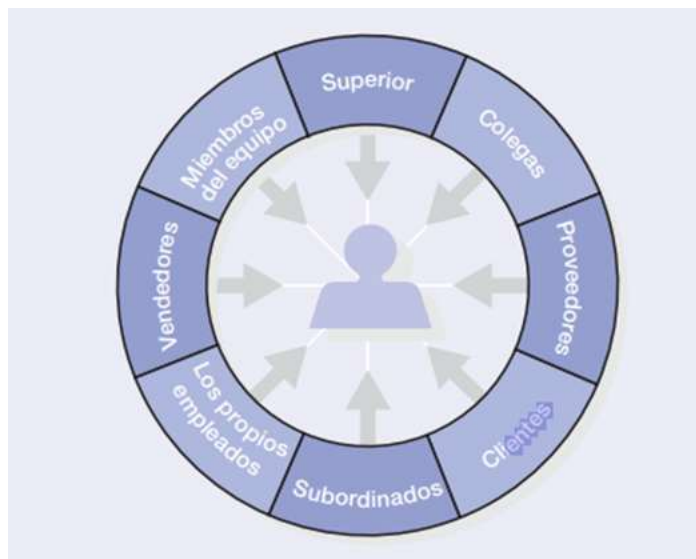 Superior
Colegas
Proveedores
Clientes
Subordinados
Los propios
empleados
Vendedores
Miembros
del equipo